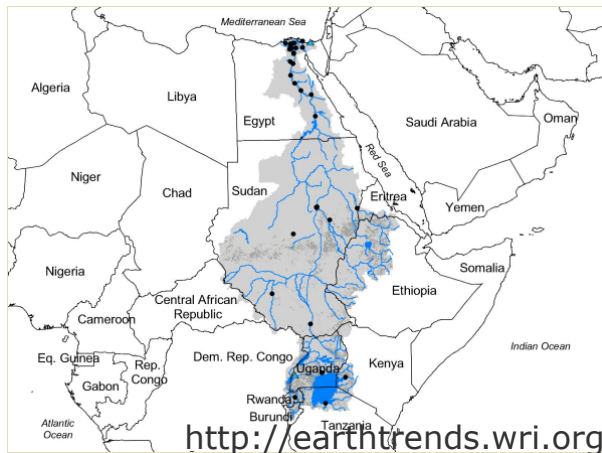 Mediterranean Sea
Algeria
Libya
Egypt
Saudi Arabia
Oman
Red Sea
Niger
Chad
Sudan
Eritrea
Yemen
Nigeria
Somalia
Ethiopia
Central African
Republic
Cameroon
Dem. Rep. Congo
Eq. Guinea
Rep.
Congo
Gabon
Uganda
Kenya
Indian Ocean
Rwanda
Burundi
Tanzania
Atlantic
Ocean
http://earthtrends.wri.org